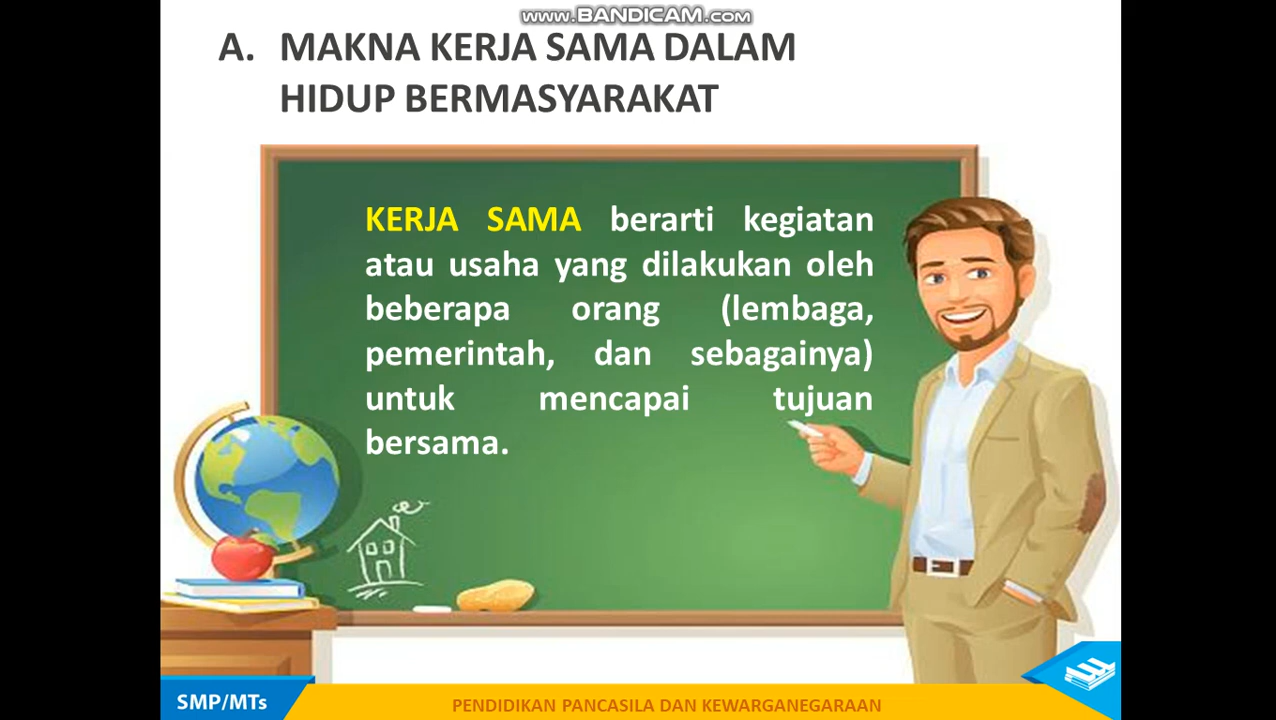 www.BANDICAM.com
A. MAKNA KERJA SAMA DALAM
HIDUP BERMASYARAKAT
KERJA SAMA berarti kegiatan
atau usaha yang dilakukan oleh
beberapa orang (lembaga,
pemerintah, dan sebagainya)
untuk mencapai tujuan
bersama.
SMP/MTs
PENDIDIKAN PANCASILA DAN KEWARGANEGARAAN